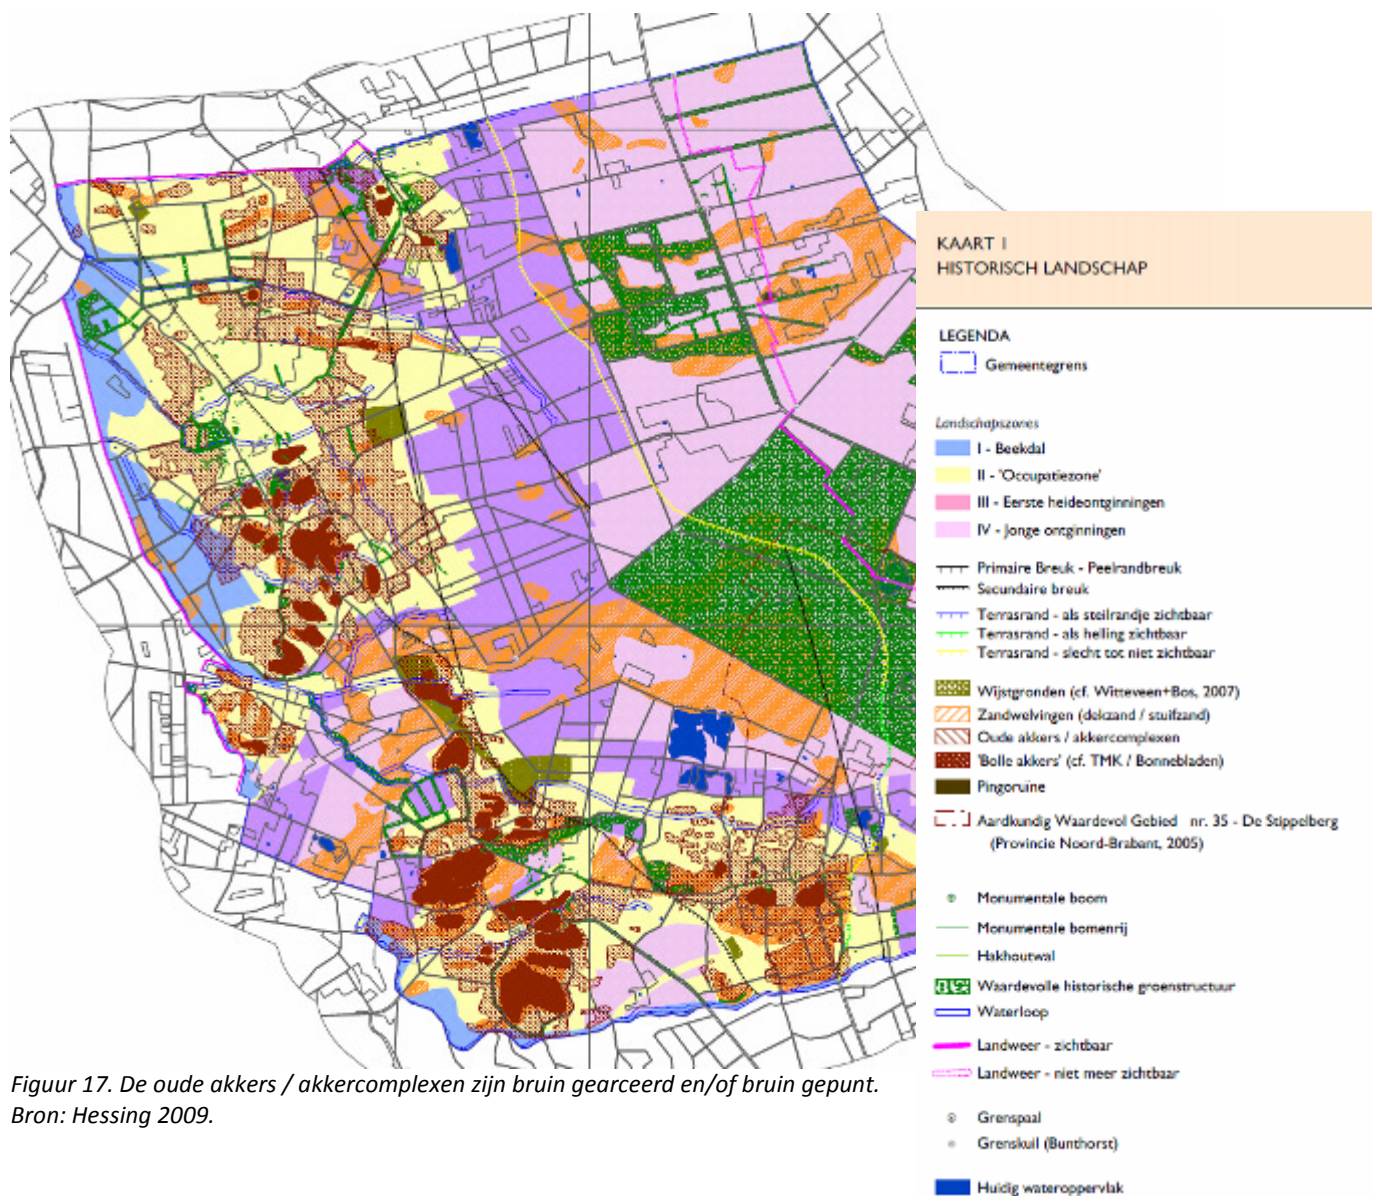 KAART I
HISTORISCH LANDSCHAP
LEGENDA
Gemeentegrens
Landschapszones
I - Beekdal
II - 'Occupatiezone'
III - Eerste heideontginningen
IV - Jonge ontginningen
Primaire Breuk - Peelrandbreuk
Secundaire breuk
Terrasrand - als steilrandje zichtbaar
Terrasrand - als helling zichtbaar
Terrasrand - slecht tot niet zichtbaar
Wijstgronden (cf. Witteveen+Bos, 2007)
Zandwelvingen (dekzand / stuifzand)
Oude akkers / akkercomplexen
'Bolle akkers' (cf. TMK / Bonnebladen)
Pingoruïne
Aardkundig Waardevol Gebied nr. 35 - De Stippelberg
(Provincie Noord-Brabant, 2005)
Monumentale boom
Monumentale bomenrij
Hakhoutwal
Waardevolle historische groenstructuur
Waterloop
Landweer - zichtbaar
Landweer - niet meer zichtbaar
Grenspaal
Grenskuil (Bunthorst)
Huidig wateroppervlak
Figuur 17. De oude akkers / akkercomplexen zijn bruin gearceerd en/of bruin gepunt.
Bron: Hessing 2009.